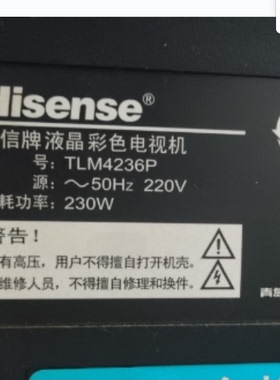 Hisense®
信牌液晶彩色电视机
号：TLM4236P
源：～50Hz 220V
耗功率：230W
警告！
有高压，用户不得擅自打开机壳。
维修人员，不得擅自修理和换件。
青岛